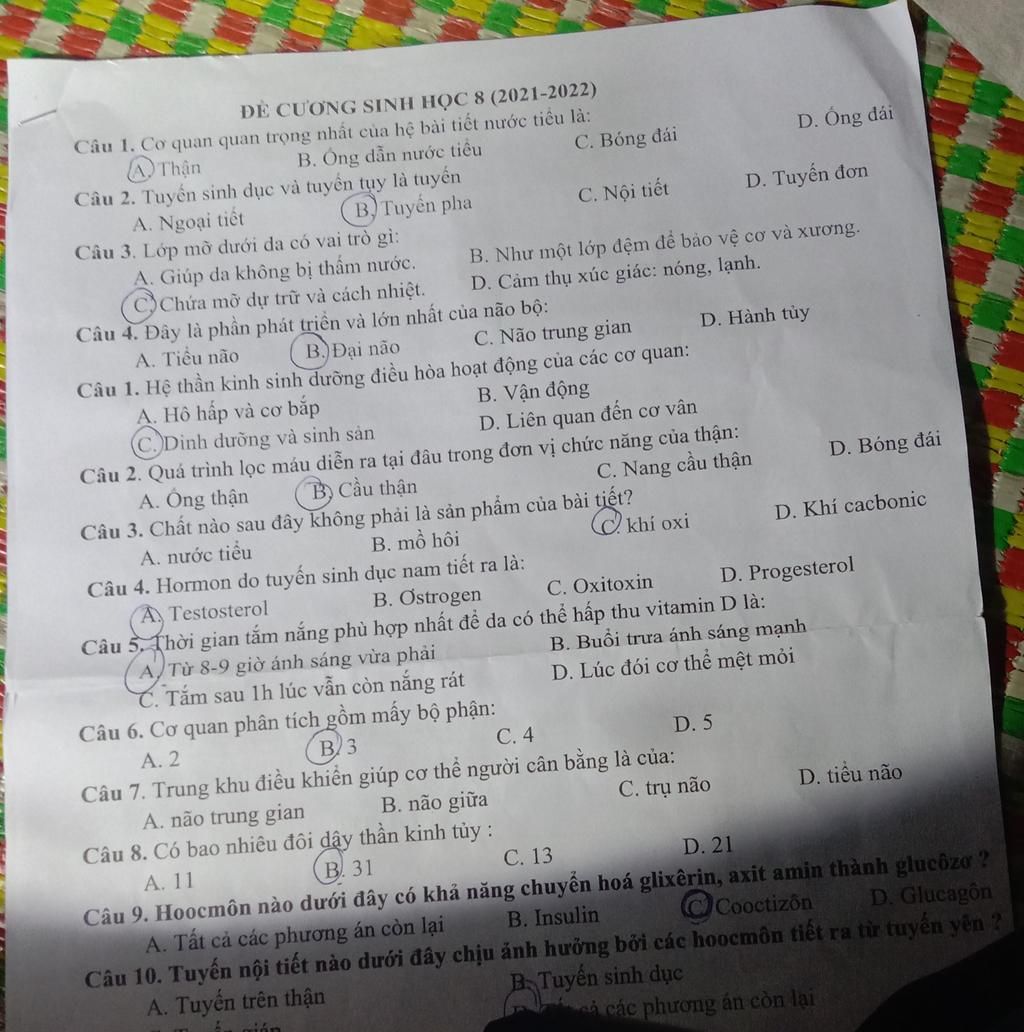 ĐỀ CƯƠNG SINH HỌC 8 (2021-2022)
Câu 1. Cơ quan quan trọng nhất của hệ bài tiết nước tiểu là:
A. Thận B. Ống dẫn nước tiểu C. Bóng đái D. Ống đái
Câu 2. Tuyến sinh dục và tuyến tụy là tuyến
A. Ngoại tiết B. Tuyến pha C. Nội tiết D. Tuyến đơn
Câu 3. Lớp mỡ dưới da có vai trò gì:
A. Giúp da không bị thấm nước. B. Như một lớp đệm để bảo vệ cơ và xương.
C. Chứa mỡ dự trữ và cách nhiệt. D. Cảm thụ xúc giác: nóng, lạnh.
Câu 4. Đây là phần phát triển và lớn nhất của não bộ:
A. Tiểu não B. Đại não C. Não trung gian D. Hành tủy
Câu 1. Hệ thần kinh sinh dưỡng điều hòa hoạt động của các cơ quan:
A. Hô hấp và cơ bắp B. Vận động
C. Dinh dưỡng và sinh sản D. Liên quan đến cơ vân
Câu 2. Quá trình lọc máu diễn ra tại đâu trong đơn vị chức năng của thận:
A. Ống thận B. Cầu thận C. Nang cầu thận D. Bóng đái
Câu 3. Chất nào sau đây không phải là sản phẩm của bài tiết?
A. nước tiểu B. mồ hôi C. khí oxi D. Khí cacbonic
Câu 4. Hormon do tuyến sinh dục nam tiết ra là:
A. Testosterol B. Ơstrogen C. Oxitoxin D. Progesterol
Câu 5. Thời gian tắm nắng phù hợp nhất để da có thể hấp thu vitamin D là:
A. Từ 8-9 giờ ánh sáng vừa phải B. Buổi trưa ánh sáng mạnh
C. Tắm sau 1h lúc vẫn còn nắng rát D. Lúc đói cơ thể mệt mỏi
Câu 6. Cơ quan phân tích gồm mấy bộ phận:
A. 2 B. 3 C. 4 D. 5
Câu 7. Trung khu điều khiển giúp cơ thể người cân bằng là của:
A. não trung gian B. não giữa C. trụ não D. tiểu não
Câu 8. Có bao nhiêu đôi dây thần kinh tủy :
A. 11 B. 31 C. 13 D. 21
Câu 9. Hoocmôn nào dưới đây có khả năng chuyển hoá glixêrin, axit amin thành glucôzơ ?
A. Tất cả các phương án còn lại B. Insulin C. Cooctizôn D. Glucagôn
Câu 10. Tuyến nội tiết nào dưới đây chịu ảnh hưởng bởi các hoocmôn tiết ra từ tuyến yên ?
A. Tuyến trên thận B. Tuyến sinh dục
cả các phương án còn lại